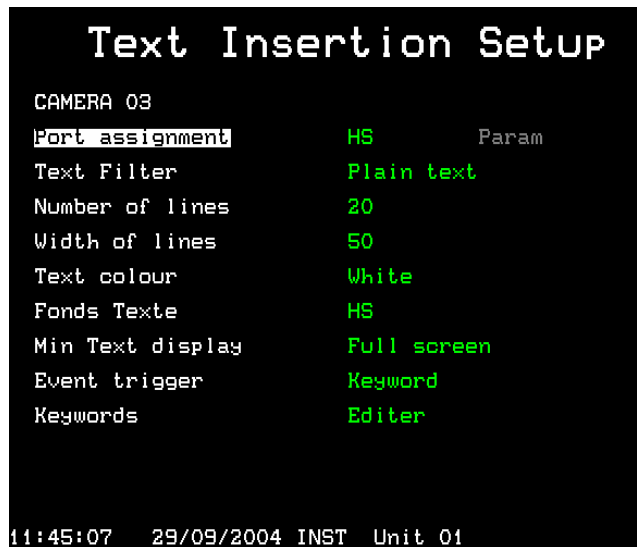 Text Insertion Setup
CAMERA 03
Port assignment HS Param
Text Filter Plain text
Number of lines 20
Width of lines 50
Text colour White
Fonds Texte HS
Min Text display Full screen
Event trigger Keyword
Keywords Editer
11:45:07 29/09/2004 INST Unit 01